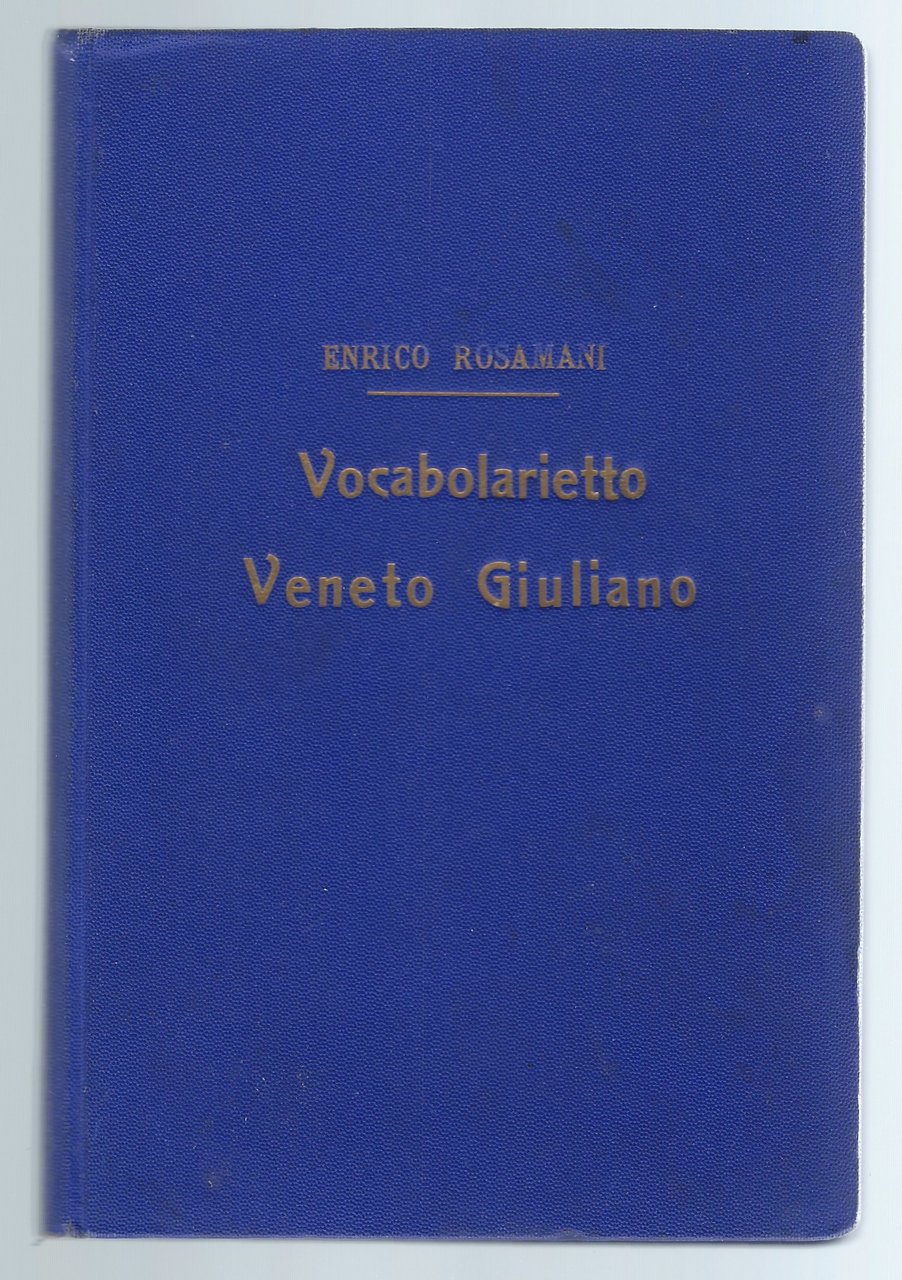 ENRICO ROSAMANI
Vocabolarietto
Veneto Giuliano